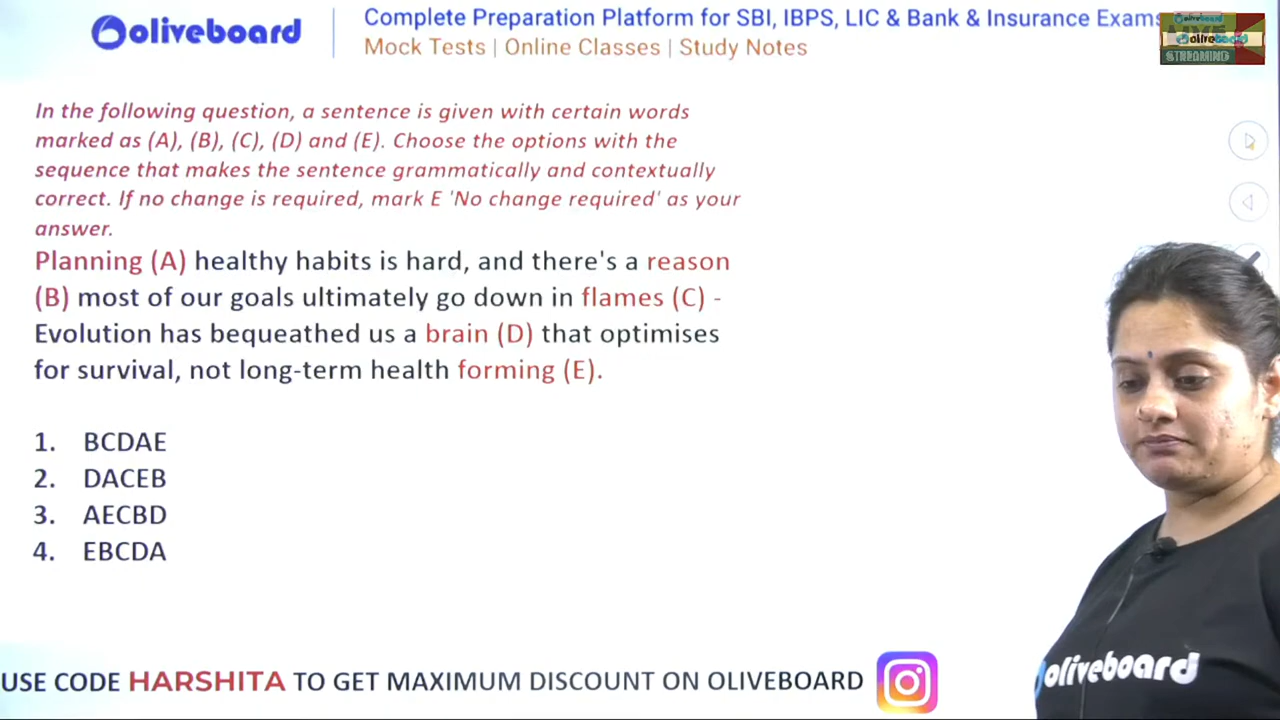 oliveboard
Complete Preparation Platform for SBI, IBPS, LIC & Bank & Insurance Exams
Mock Tests | Online Classes | Study Notes
oliveboard
oliveboard
STREAMING
In the following question, a sentence is given with certain words
marked as (A), (B), (C), (D) and (E). Choose the options with the
sequence that makes the sentence grammatically and contextually
correct. If no change is required, mark E 'No change required' as your
answer.
Planning (A) healthy habits is hard, and there's a reason
(B) most of our goals ultimately go down in flames (C) -
Evolution has bequeathed us a brain (D) that optimises
for survival, not long-term health forming (E).
1. BCDAE
2. DACEB
3. AECBD
4. EBCDA
oliveboard
USE CODE HARSHITA TO GET MAXIMUM DISCOUNT ON OLIVEBOARD